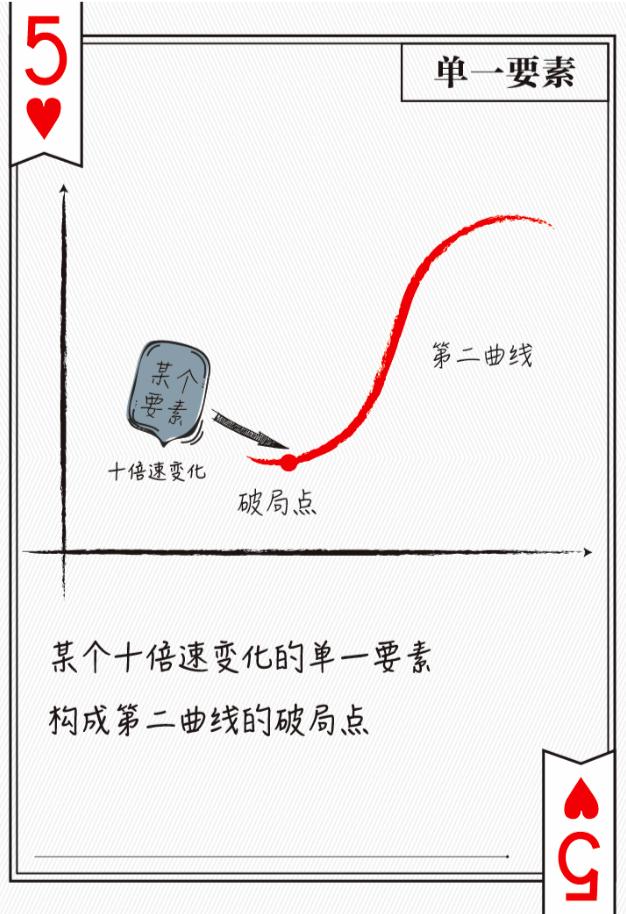 5
单一要素
第二曲线
某个
要素
十倍速变化
破局点
某个十倍速变化的单一要素
构成第二曲线的破局点
5